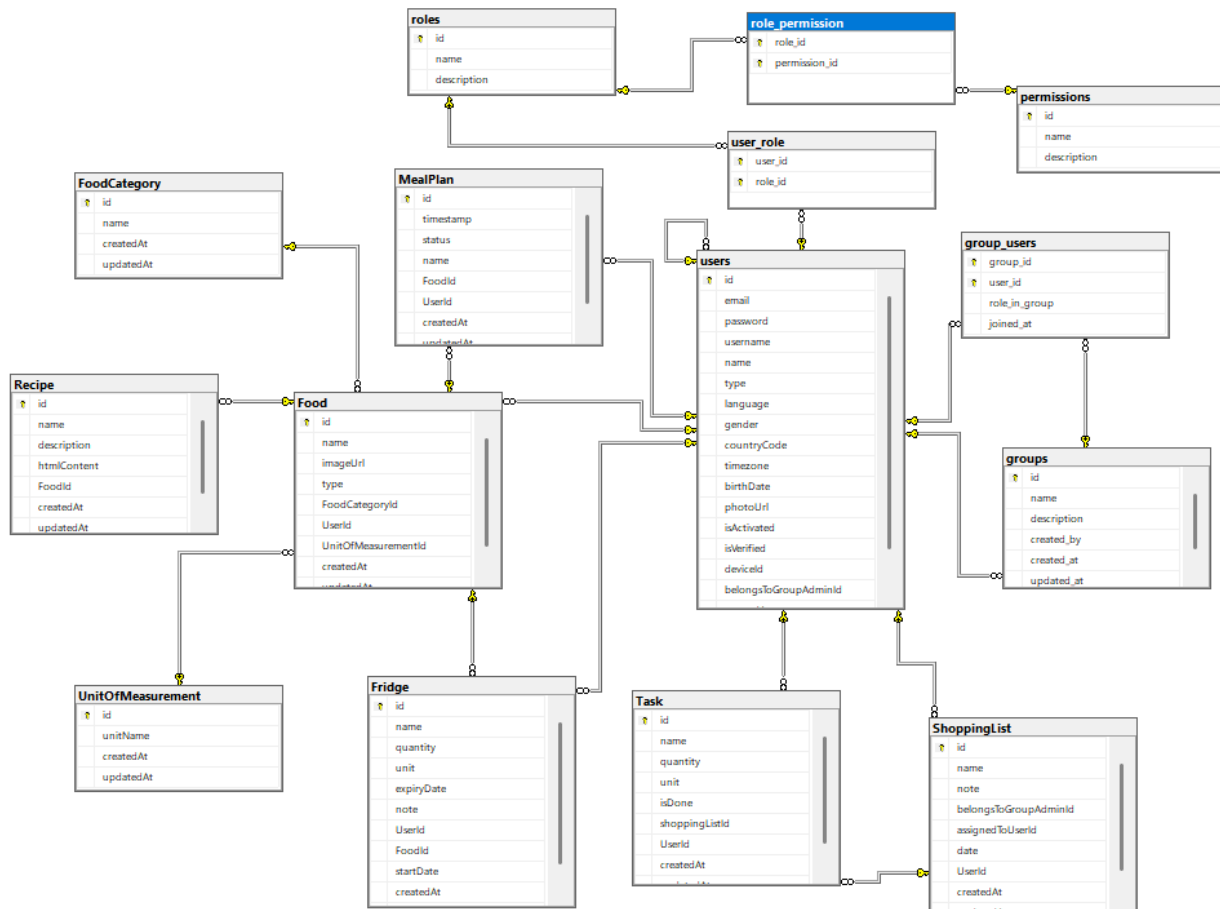 roles
id
name
description
role_permission
role_id
permission_id
permissions
id
name
description
user_role
user_id
role_id
FoodCategory
id
name
createdAt
updatedAt
MealPlan
id
timestamp
status
name
FoodId
UserId
createdAt
updatedAt
users
id
email
password
username
name
type
language
gender
countryCode
timezone
birthDate
photoUrl
isActivated
isVerified
deviceId
belongsToGroupAdminId
group_users
group_id
user_id
role_in_group
joined_at
Recipe
id
name
description
htmlContent
FoodId
createdAt
updatedAt
Food
id
name
imageUrl
type
FoodCategoryId
UserId
UnitOfMeasurementId
createdAt
updatedAt
groups
id
name
description
created_by
created_at
updated_at
UnitOfMeasurement
id
unitName
createdAt
updatedAt
Fridge
id
name
quantity
unit
expiryDate
note
UserId
FoodId
startDate
createdAt
Task
id
name
quantity
unit
isDone
shoppingListId
UserId
createdAt
updatedAt
ShoppingList
id
name
note
belongsToGroupAdminId
assignedToUserId
date
UserId
createdAt